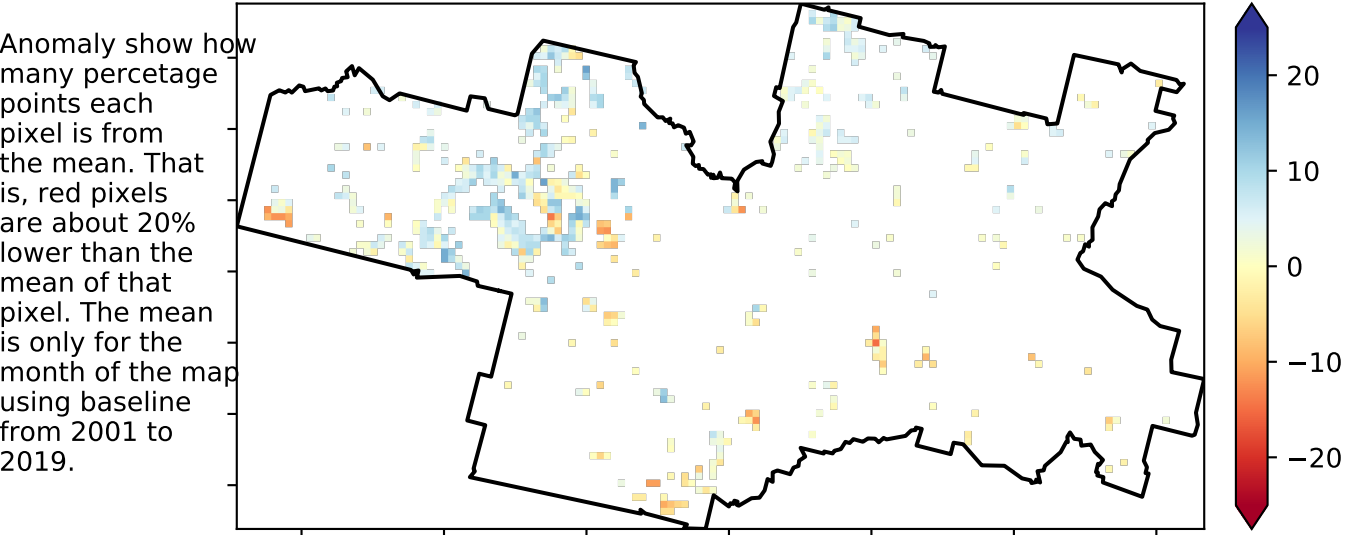 Anomaly show how
many percetage
points each
pixel is from
the mean. That
is, red pixels
are about 20%
lower than the
mean of that
pixel. The mean
is only for the
month of the map
using baseline
from 2001 to
2019.
20
10
0
−10
−20